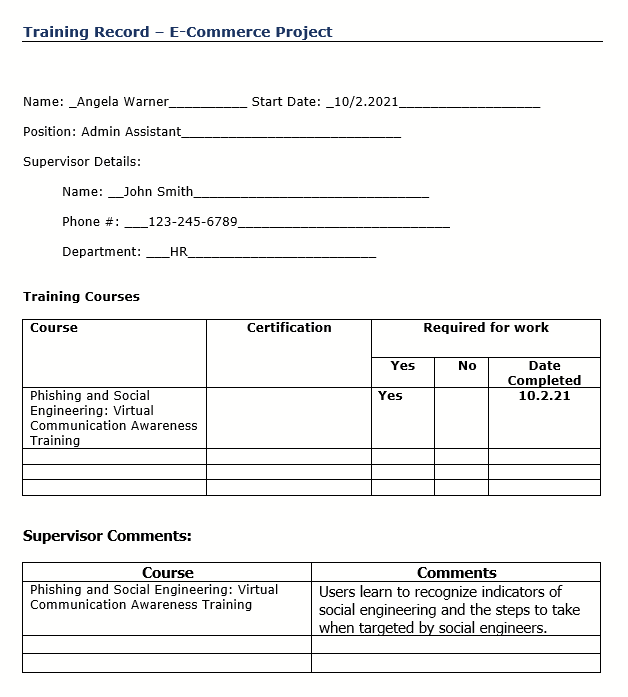 Training Record – E-Commerce Project
Name: _Angela Warner__________ Start Date: _10/2.2021__________________
Position: Admin Assistant____________________________
Supervisor Details:
Name: __John Smith______________________________
Phone #: ___123-245-6789___________________________
Department: ___HR________________________
Training Courses
Course Certification Required for work
Yes No Date
Completed
Phishing and Social Yes 10.2.21
Engineering: Virtual
Communication Awareness
Training
Supervisor Comments:
Course Comments
Phishing and Social Engineering: Virtual Users learn to recognize indicators of
Communication Awareness Training social engineering and the steps to take
when targeted by social engineers.